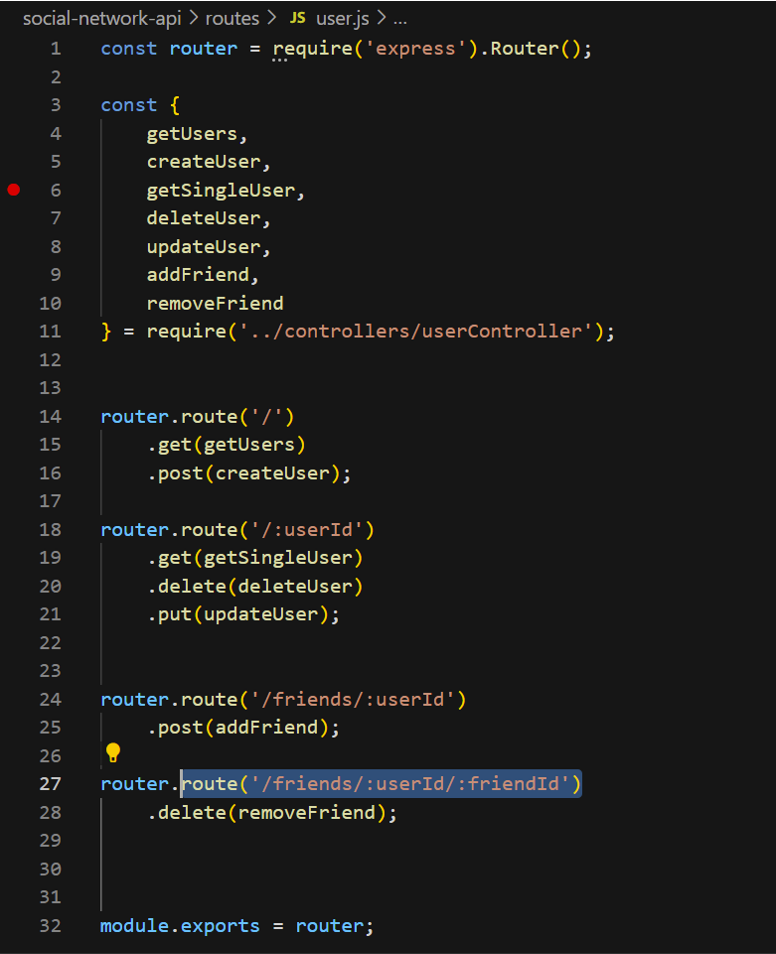 social-network-api > routes > JS user.js > ...
1 const router = require('express').Router();
2
3 const {
4     getUsers,
5     createUser,
6     getSingleUser,
7     deleteUser,
8     updateUser,
9     addFriend,
10     removeFriend
11 } = require('../controllers/userController');
12
13
14 router.route('/')
15     .get(getUsers)
16     .post(createUser);
17
18 router.route('/:userId')
19     .get(getSingleUser)
20     .delete(deleteUser)
21     .put(updateUser);
22
23
24 router.route('/friends/:userId')
25     .post(addFriend);
26
27 router.route('/friends/:userId/:friendId')
28     .delete(removeFriend);
29
30
31
32 module.exports = router;